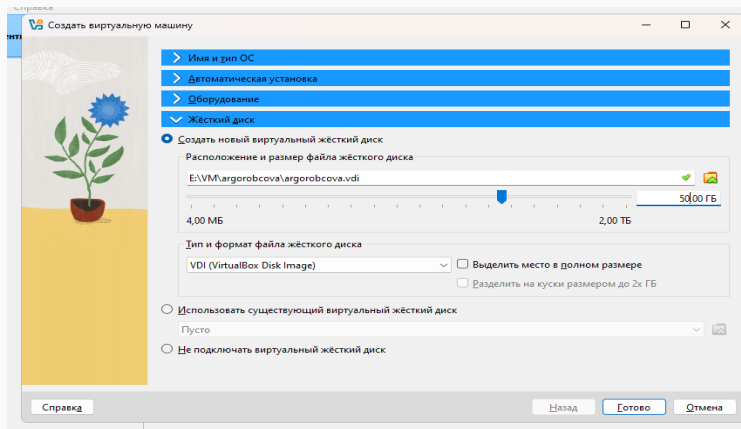 Справка
Создать виртуальную машину
Имя и тип ОС
Автоматическая установка
Оборудование
Жёсткий диск
Создать новый виртуальный жёсткий диск
Расположение и размер файла жёсткого диска
E:\VM\argorobcova\argorobcova.vdi
50,00 ГБ
4,00 МБ 2,00 ТБ
Тип и формат файла жёсткого диска
VDI (VirtualBox Disk Image) Выделить место в полном размере
Разделить на куски размером до 2х ГБ
Использовать существующий виртуальный жёсткий диск
Пусто
Не подключать виртуальный жёсткий диск
Справка Назад Готово Отмена